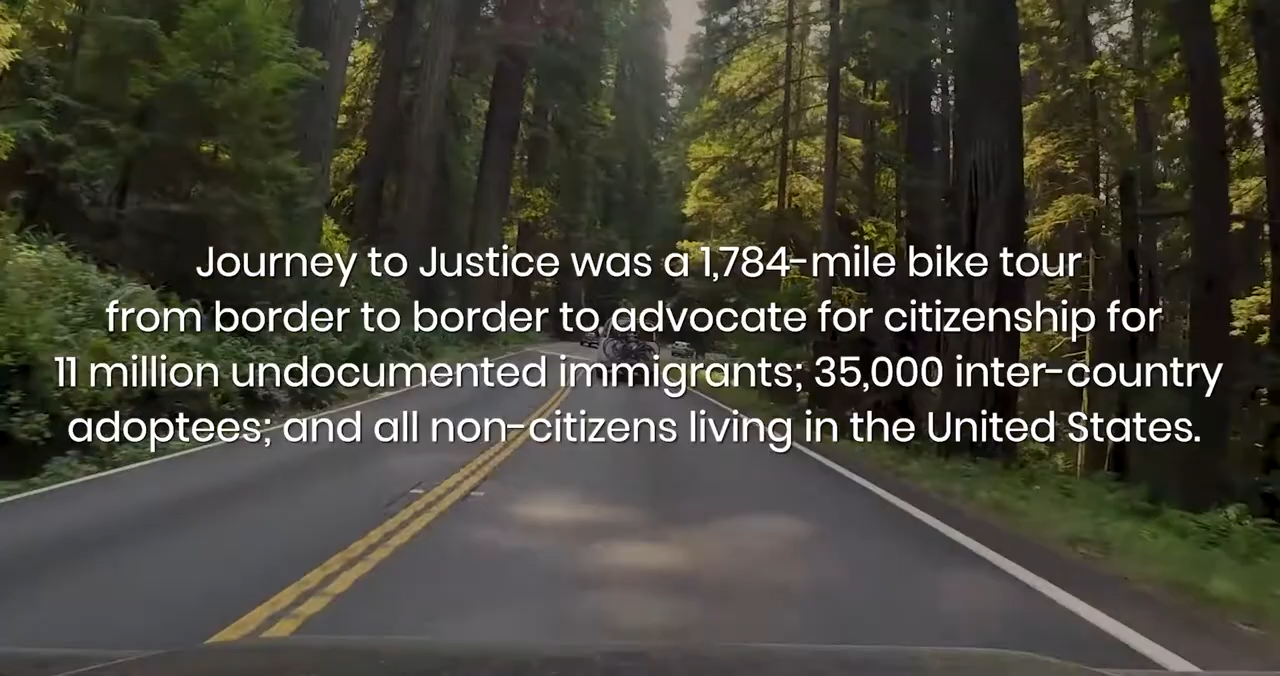 Journey to Justice was a 1,784-mile bike tour
from border to border to advocate for citizenship for
11 million undocumented immigrants; 35,000 inter-country
adoptees; and all non-citizens living in the United States.